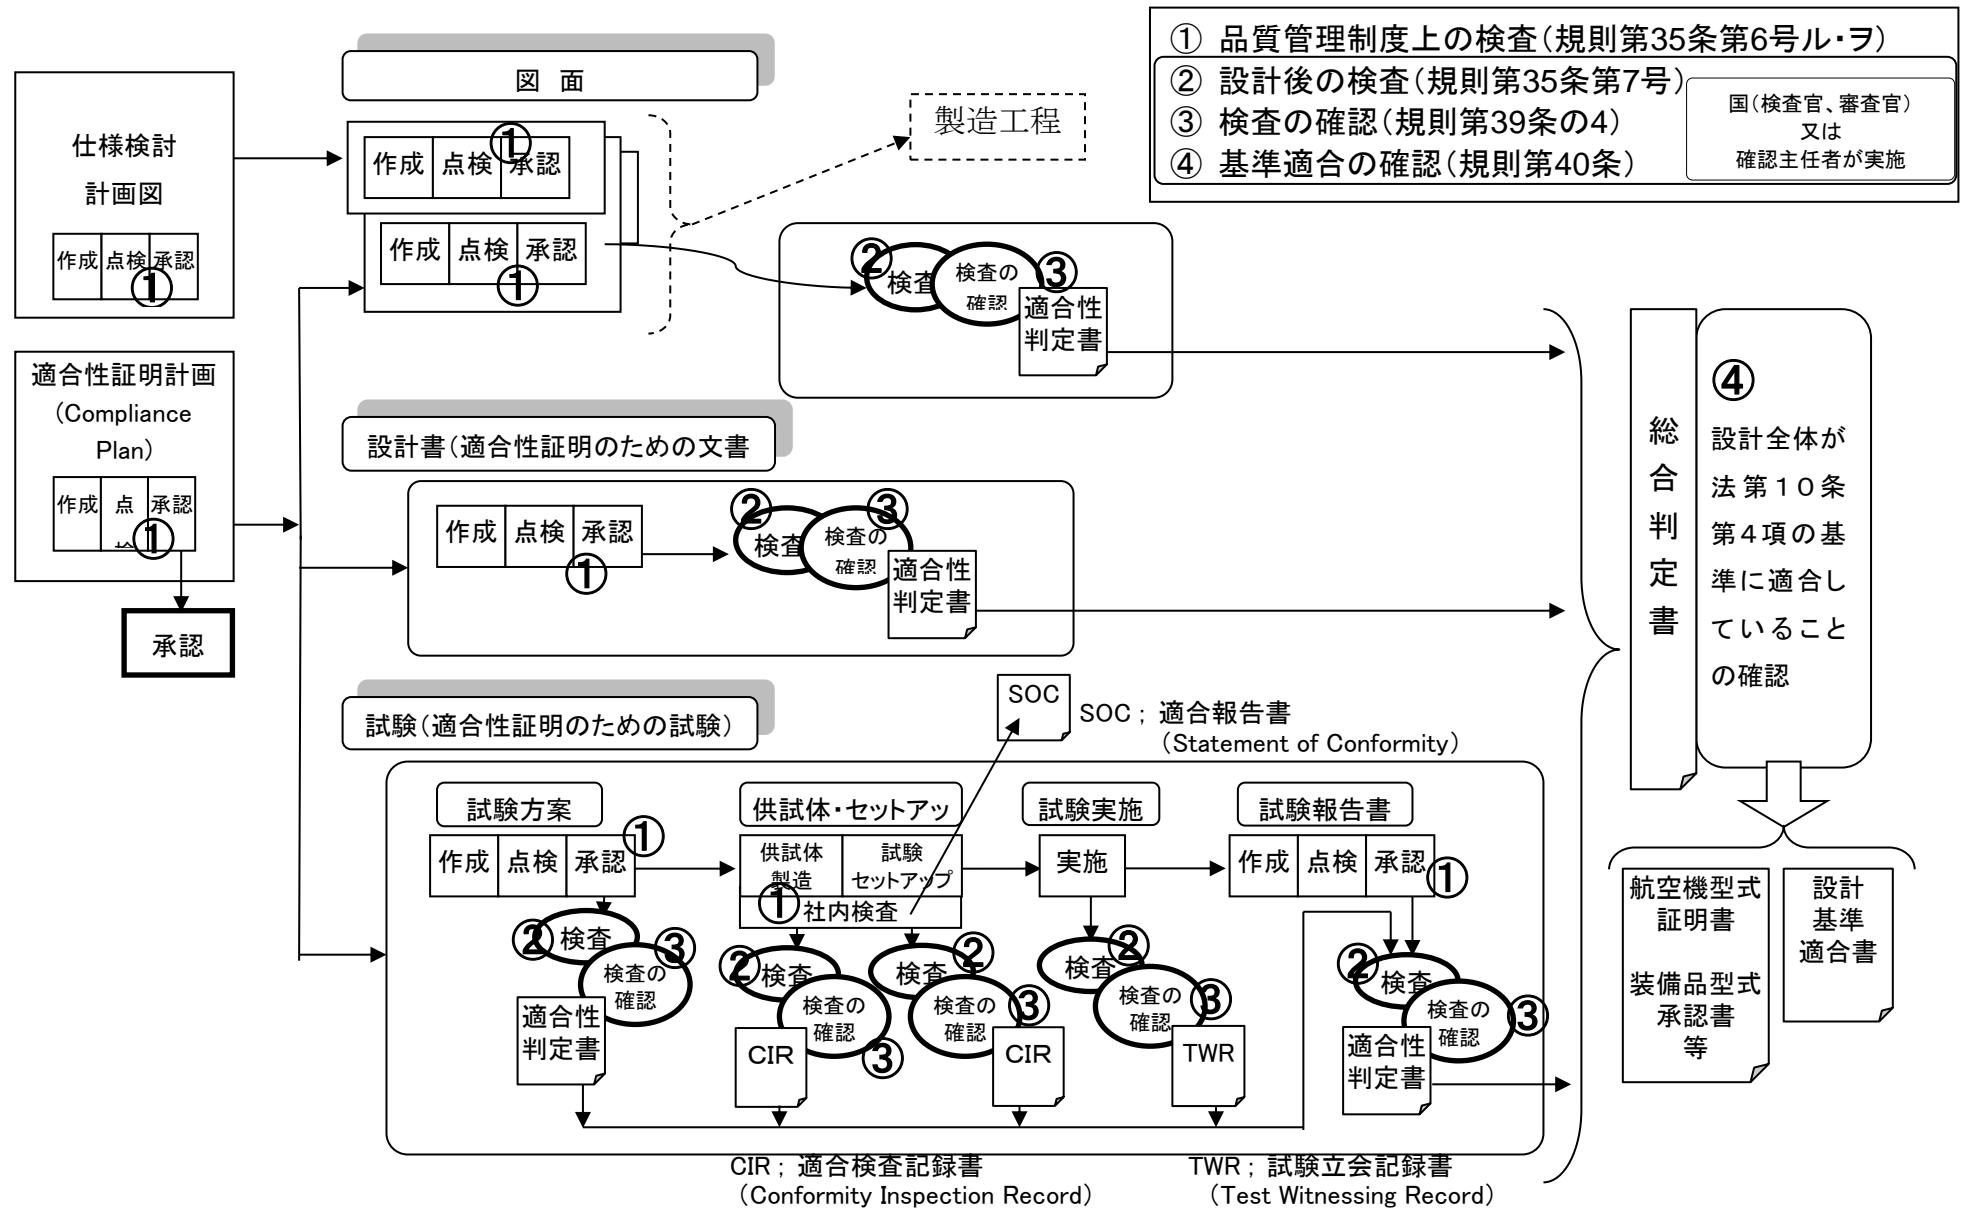 ① 品質管理制度上の検査(規則第35条第6号ル・ヲ)
② 設計後の検査(規則第35条第7号)
③ 検査の確認(規則第39条の4)
④ 基準適合の確認(規則第40条)
国(検査官、審査官)
又は
確認主任者が実施
仕様検討
計画図
作成 点検 承認
①
適合性証明計画
(Compliance
Plan)
作成 点 承認
①
承認
図 面
作成 点検 承認
①
作成 点検 承認
①
製造工程
② 検査
検査の
確認
③
適合性
判定書
設計書(適合性証明のための文書
作成 点検 承認
①
② 検査
検査の
確認
③
適合性
判定書
試験(適合性証明のための試験)
SOC
SOC ; 適合報告書
(Statement of Conformity)
試験方案
作成 点検 承認
①
② 検査
検査の
確認
③
適合性
判定書
供試体・セットアッ
供試体
製造
試験
セットアップ
① 社内検査
② 検査
検査の
確認
③
CIR
② 検査
検査の
確認
③
CIR
試験実施
実施
② 検査
検査の
確認
③
TWR
試験報告書
作成 点検 承認
①
② 検査
検査の
確認
③
適合性
判定書
CIR ; 適合検査記録書
(Conformity Inspection Record)
TWR ; 試験立会記録書
(Test Witnessing Record)
総合判定書
④
設計全体が
法第10条
第4項の基
準に適合し
ていること
の確認
航空機型式
証明書
装備品型式
承認書
等
設計
基準
適合書